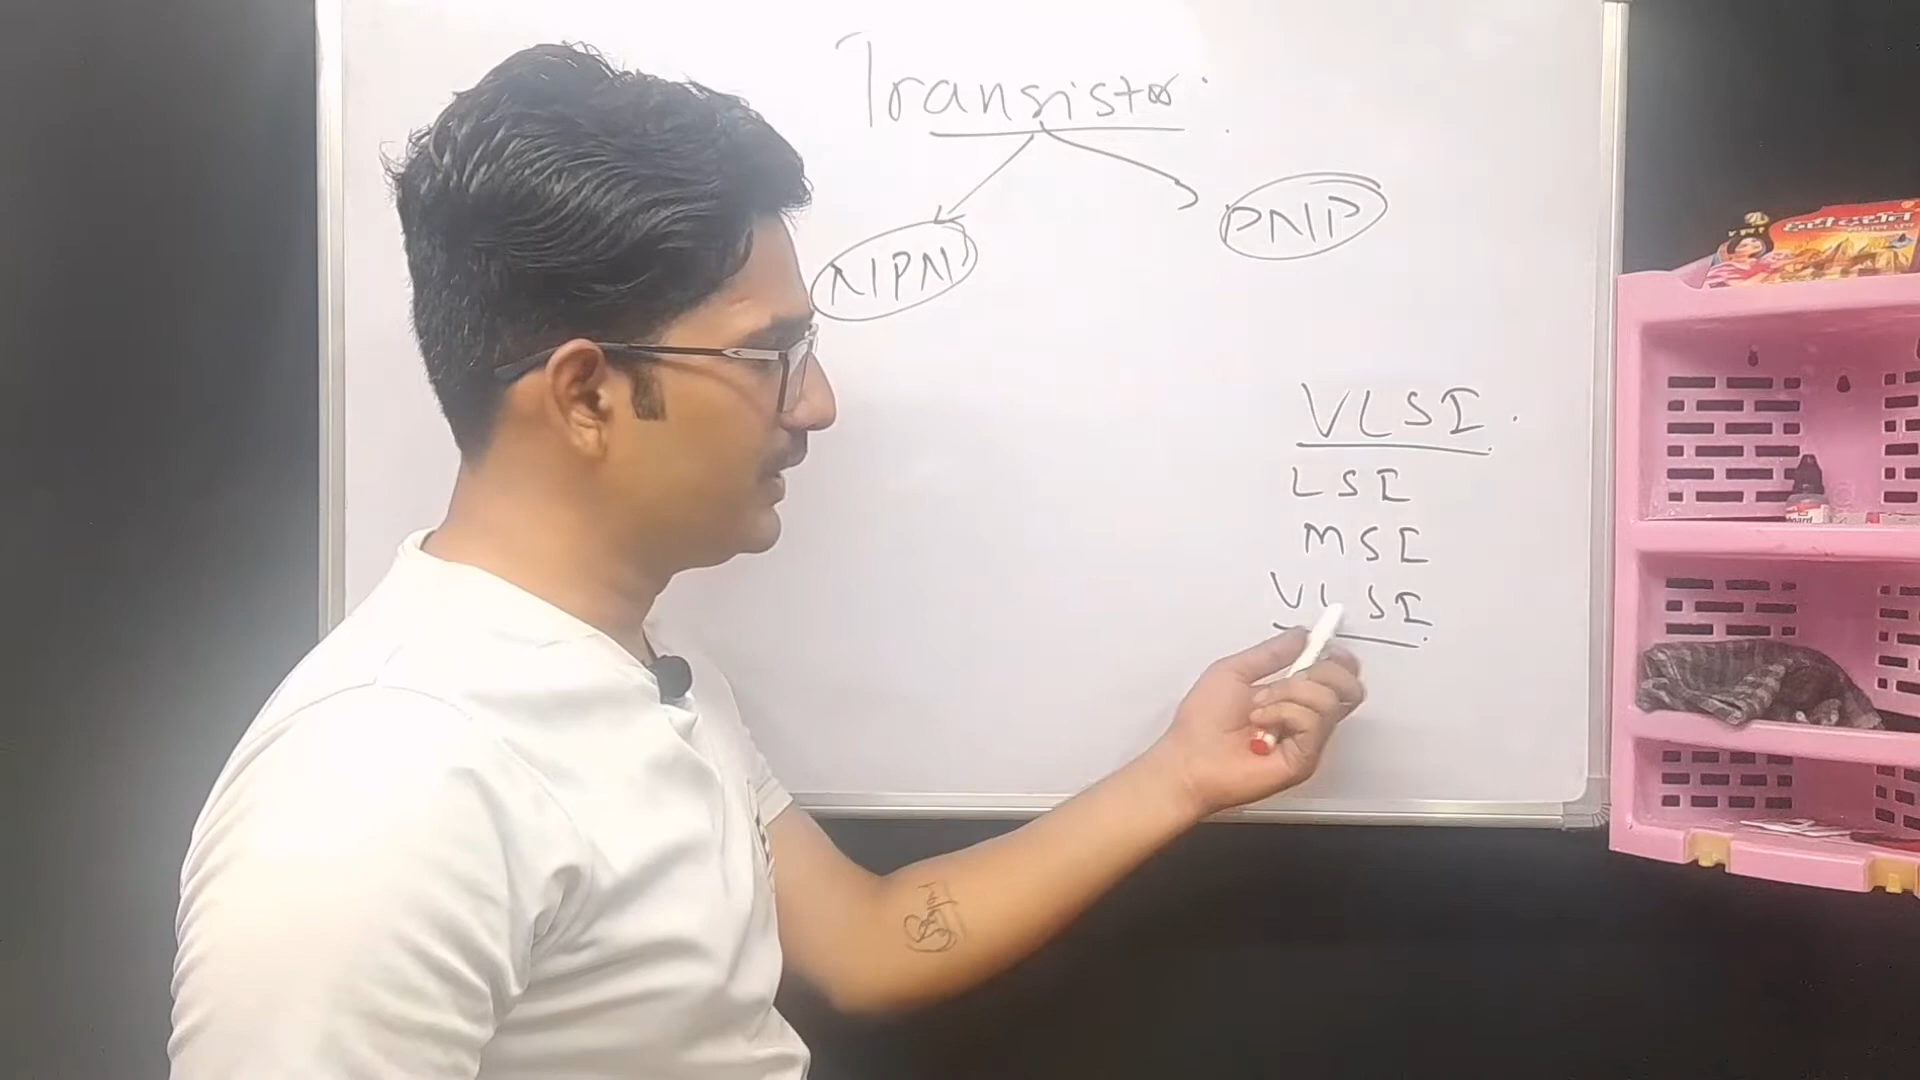 Transistor.
NPN
PNP
VLSI.
LSI
MSI
VLSI